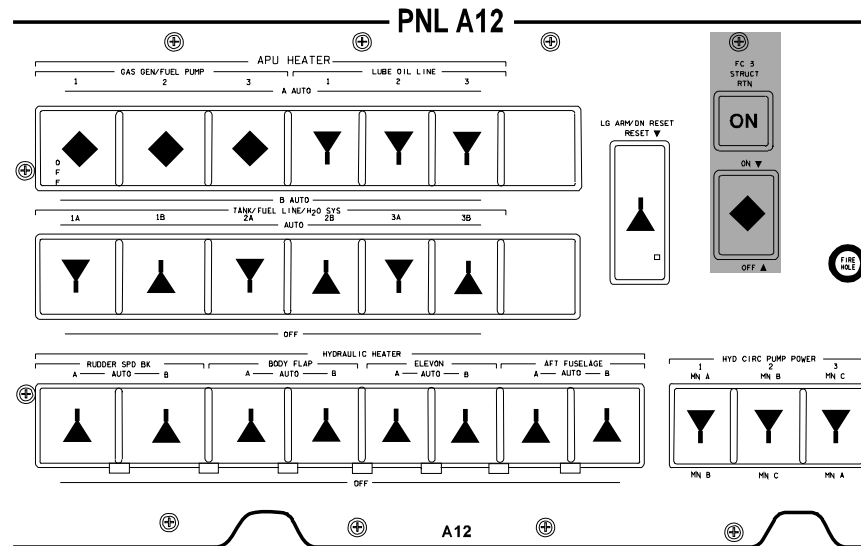 PNL A12
APU HEATER
GAS GEN/FUEL PUMP LUBE OIL LINE
1 2 3 1 2 3
A AUTO
OFF
B AUTO
TANK/FUEL LINE/H2O SYS
1A 1B 2A 2B 3A 3B
AUTO
OFF
LG ARM/DN RESET
RESET ▼
FC 3
STRUCT
RTN
ON
ON ▼
OFF ▲
FIRE
HOLE
HYDRAULIC HEATER
RUDDER SPD BK BODY FLAP ELEVON AFT FUSELAGE
A AUTO B A AUTO B A AUTO B A AUTO B
OFF
HYD CIRC PUMP POWER
1 2 3
MN A MN B MN C
MN B MN C MN A
A12